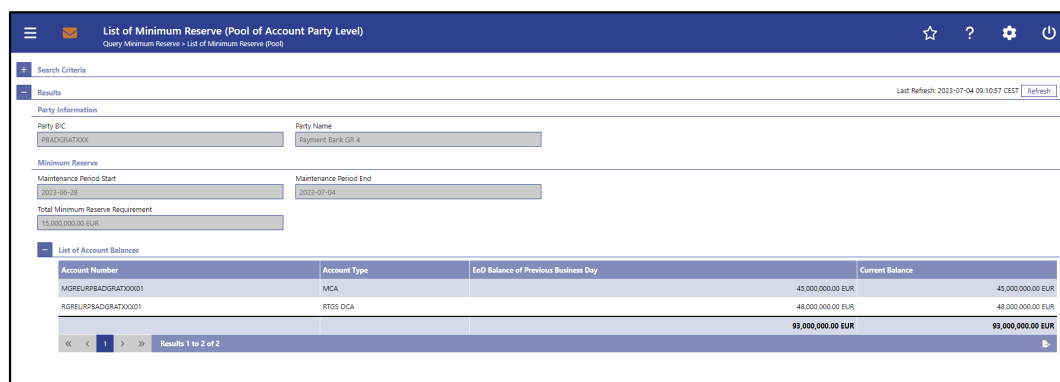 List of Minimum Reserve (Pool of Account Party Level)
Query Minimum Reserve > List of Minimum Reserve (Pool)
?
+ Search Criteria
− Results Last Refresh: 2023-07-04 09:10:57 CEST Refresh
Party Information
Party BIC Party Name
PBADGRATXXX Payment Bank GR 4
Minimum Reserve
Maintenance Period Start Maintenance Period End
2023-06-28 2023-07-04
Total Minimum Reserve Requirement
15,000,000.00 EUR
− List of Account Balances
Account Number Account Type EoD Balance of Previous Business Day Current Balance
MGREURPBADGRATXXX01 MCA 45,000,000.00 EUR 45,000,000.00 EUR
RGREURPBADGRATXXX01 RTGS DCA 48,000,000.00 EUR 48,000,000.00 EUR
93,000,000.00 EUR 93,000,000.00 EUR
« < 1 > » Results 1 to 2 of 2